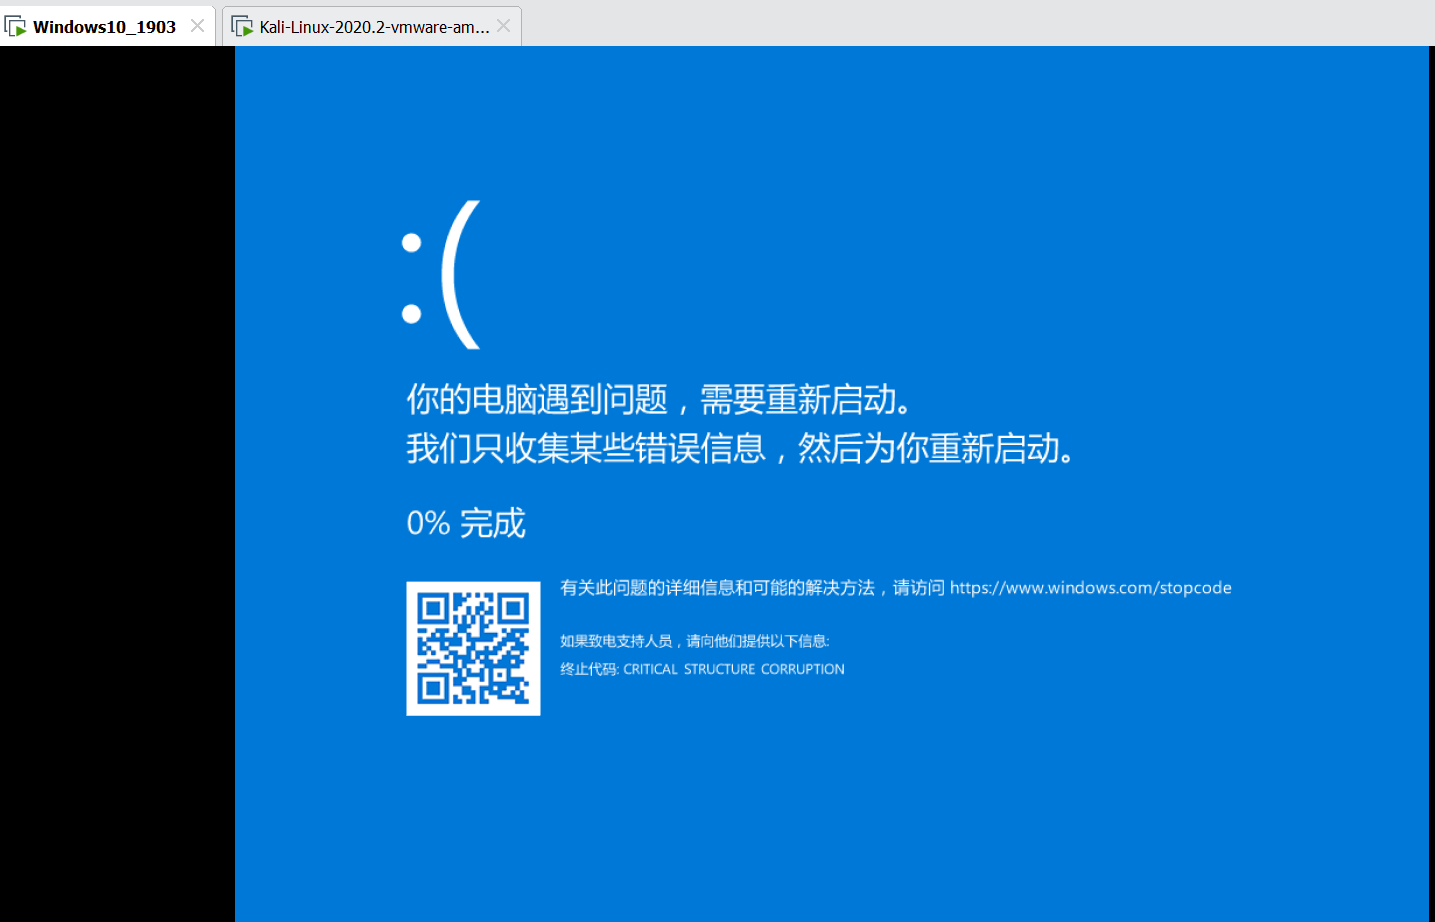 Windows10_1903
Kali-Linux-2020.2-vmware-am...
:(
你的电脑遇到问题，需要重新启动。
我们只收集某些错误信息，然后为你重新启动。
0% 完成
有关此问题的详细信息和可能的解决方法，请访问 https://www.windows.com/stopcode
如果致电支持人员，请向他们提供以下信息:
终止代码: CRITICAL STRUCTURE CORRUPTION